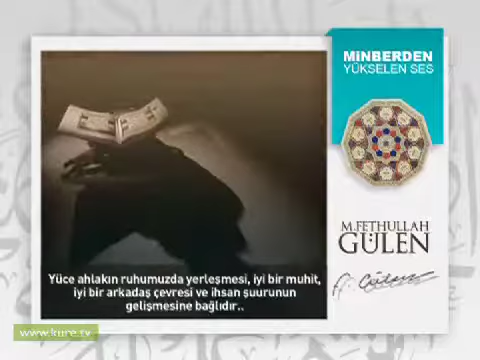 MiNBERDEN
YÜKSELEN SES
M.FETHULLAH
GÜLEN
Yüce ahlakın ruhumuzda yerleşmesi, iyi bir muhit,
iyi bir arkadaş çevresi ve ihsan şuurunun
gelişmesine bağlıdır..
www.kure.tv